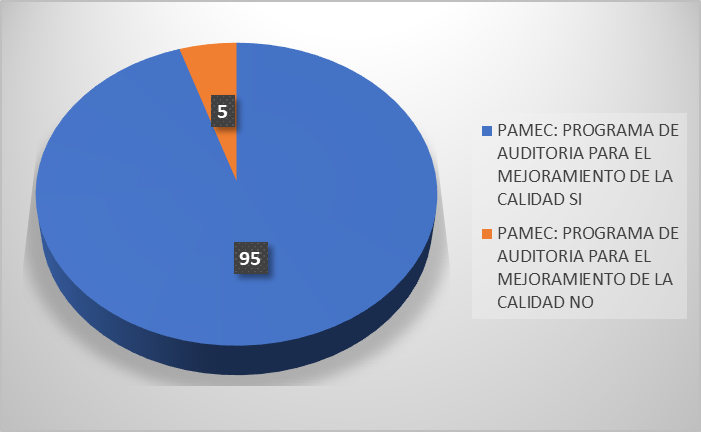 5
95
PAMEC: PROGRAMA DE
AUDITORIA PARA EL
MEJORAMIENTO DE LA
CALIDAD SI
PAMEC: PROGRAMA DE
AUDITORIA PARA EL
MEJORAMIENTO DE LA
CALIDAD NO